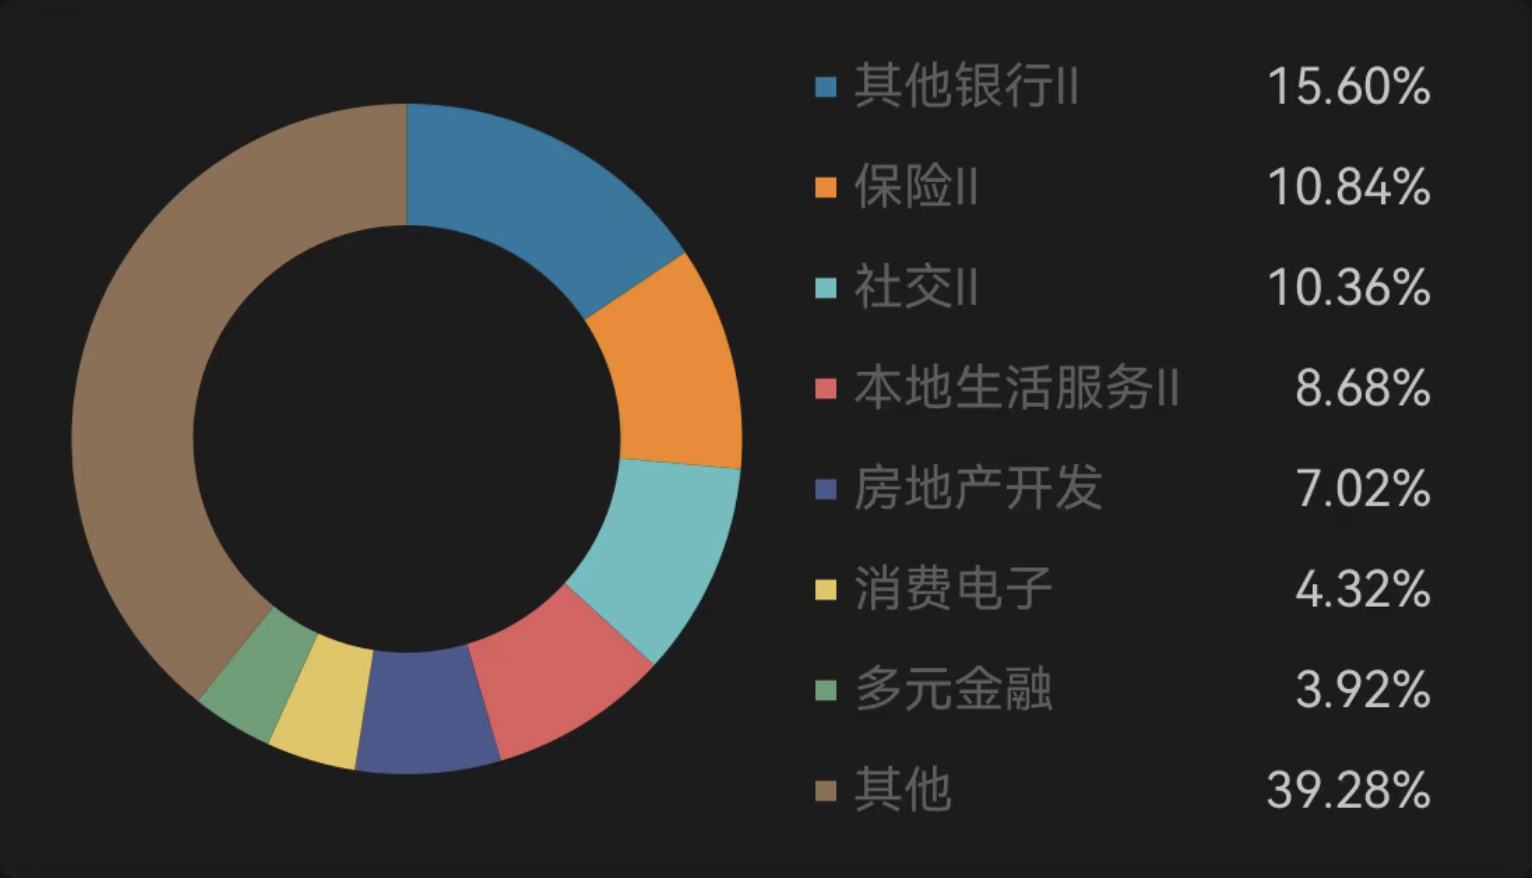 其他银行II 15.60%
保险II 10.84%
社交II 10.36%
本地生活服务II 8.68%
房地产开发 7.02%
消费电子 4.32%
多元金融 3.92%
其他 39.28%